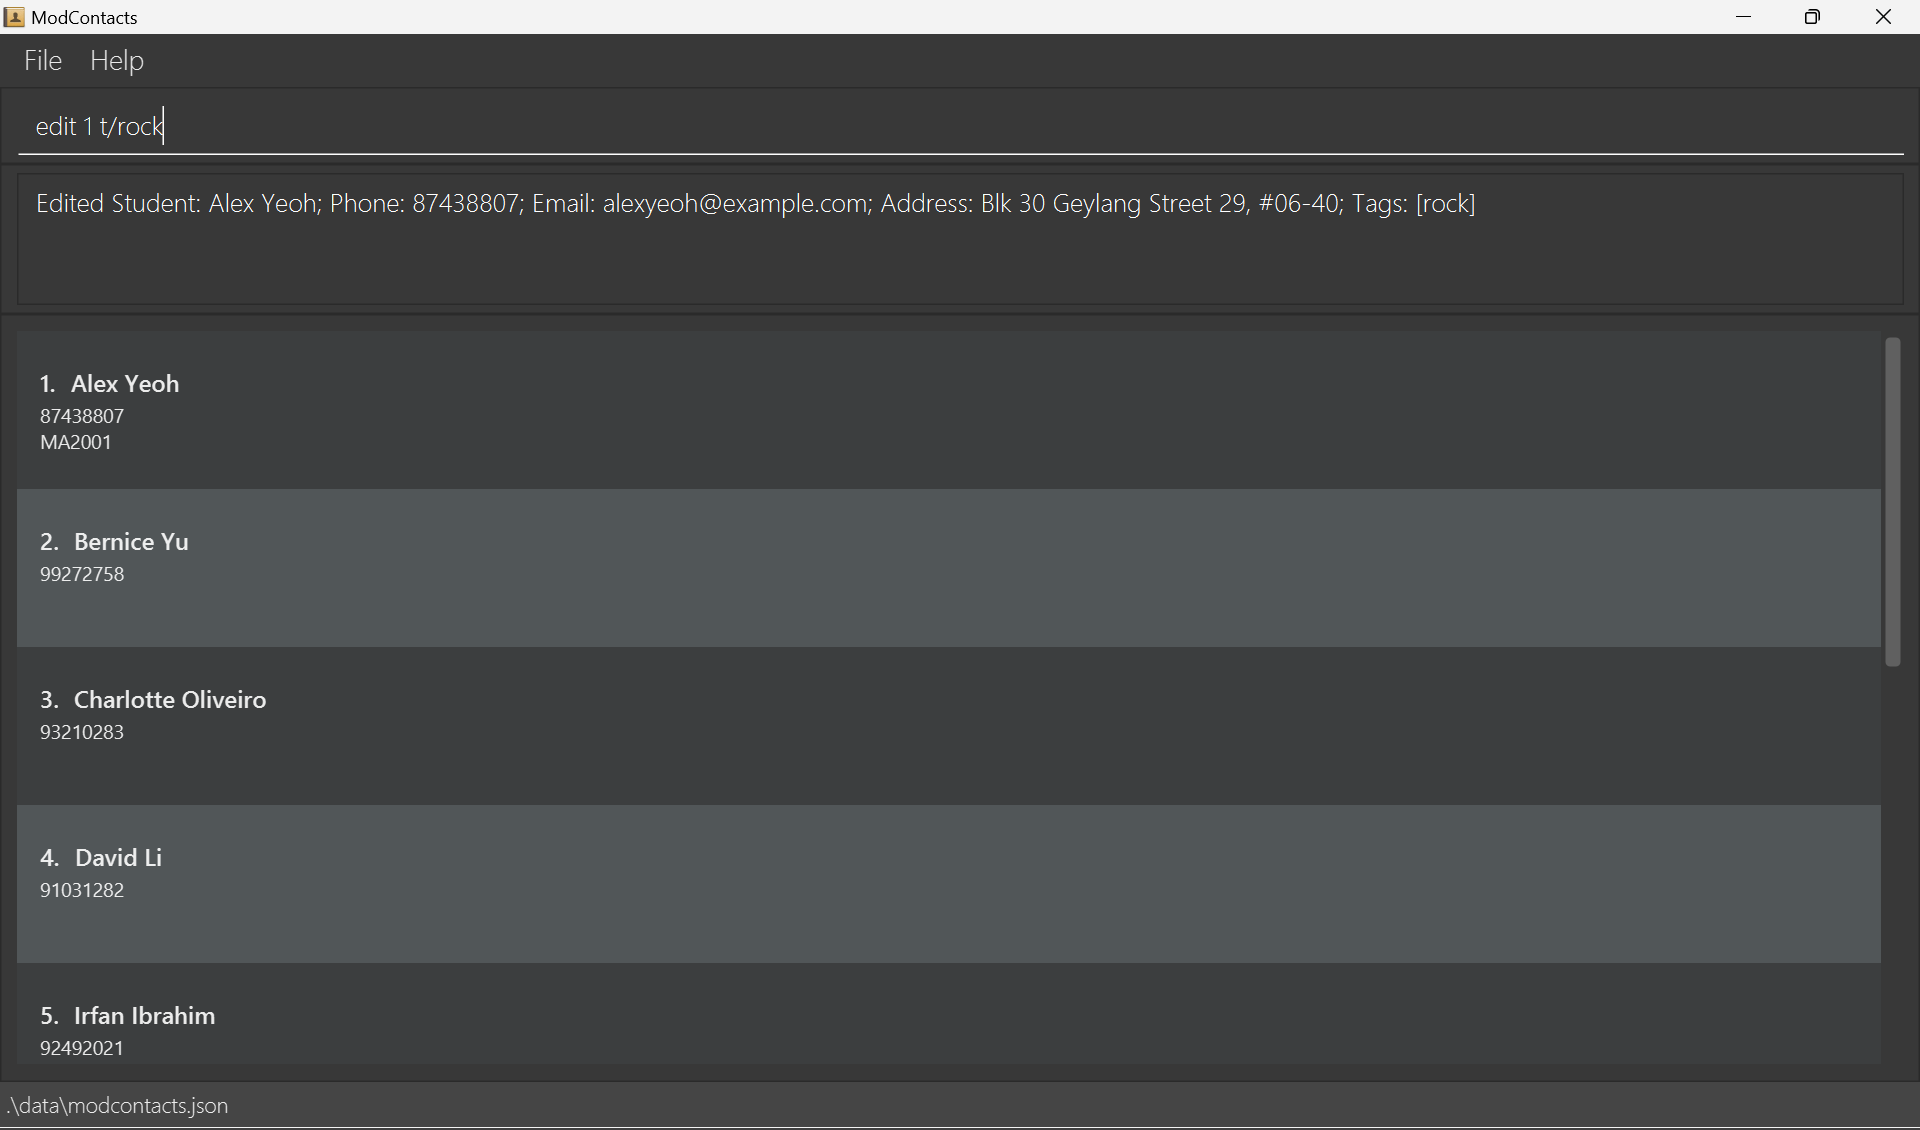 ModContacts
File Help
edit 1 t/rock
Edited Student: Alex Yeoh; Phone: 87438807; Email: alexyeoh@example.com; Address: Blk 30 Geylang Street 29, #06-40; Tags: [rock]
1. Alex Yeoh
87438807
MA2001
2. Bernice Yu
99272758
3. Charlotte Oliveiro
93210283
4. David Li
91031282
5. Irfan Ibrahim
92492021
.\data\modcontacts.json